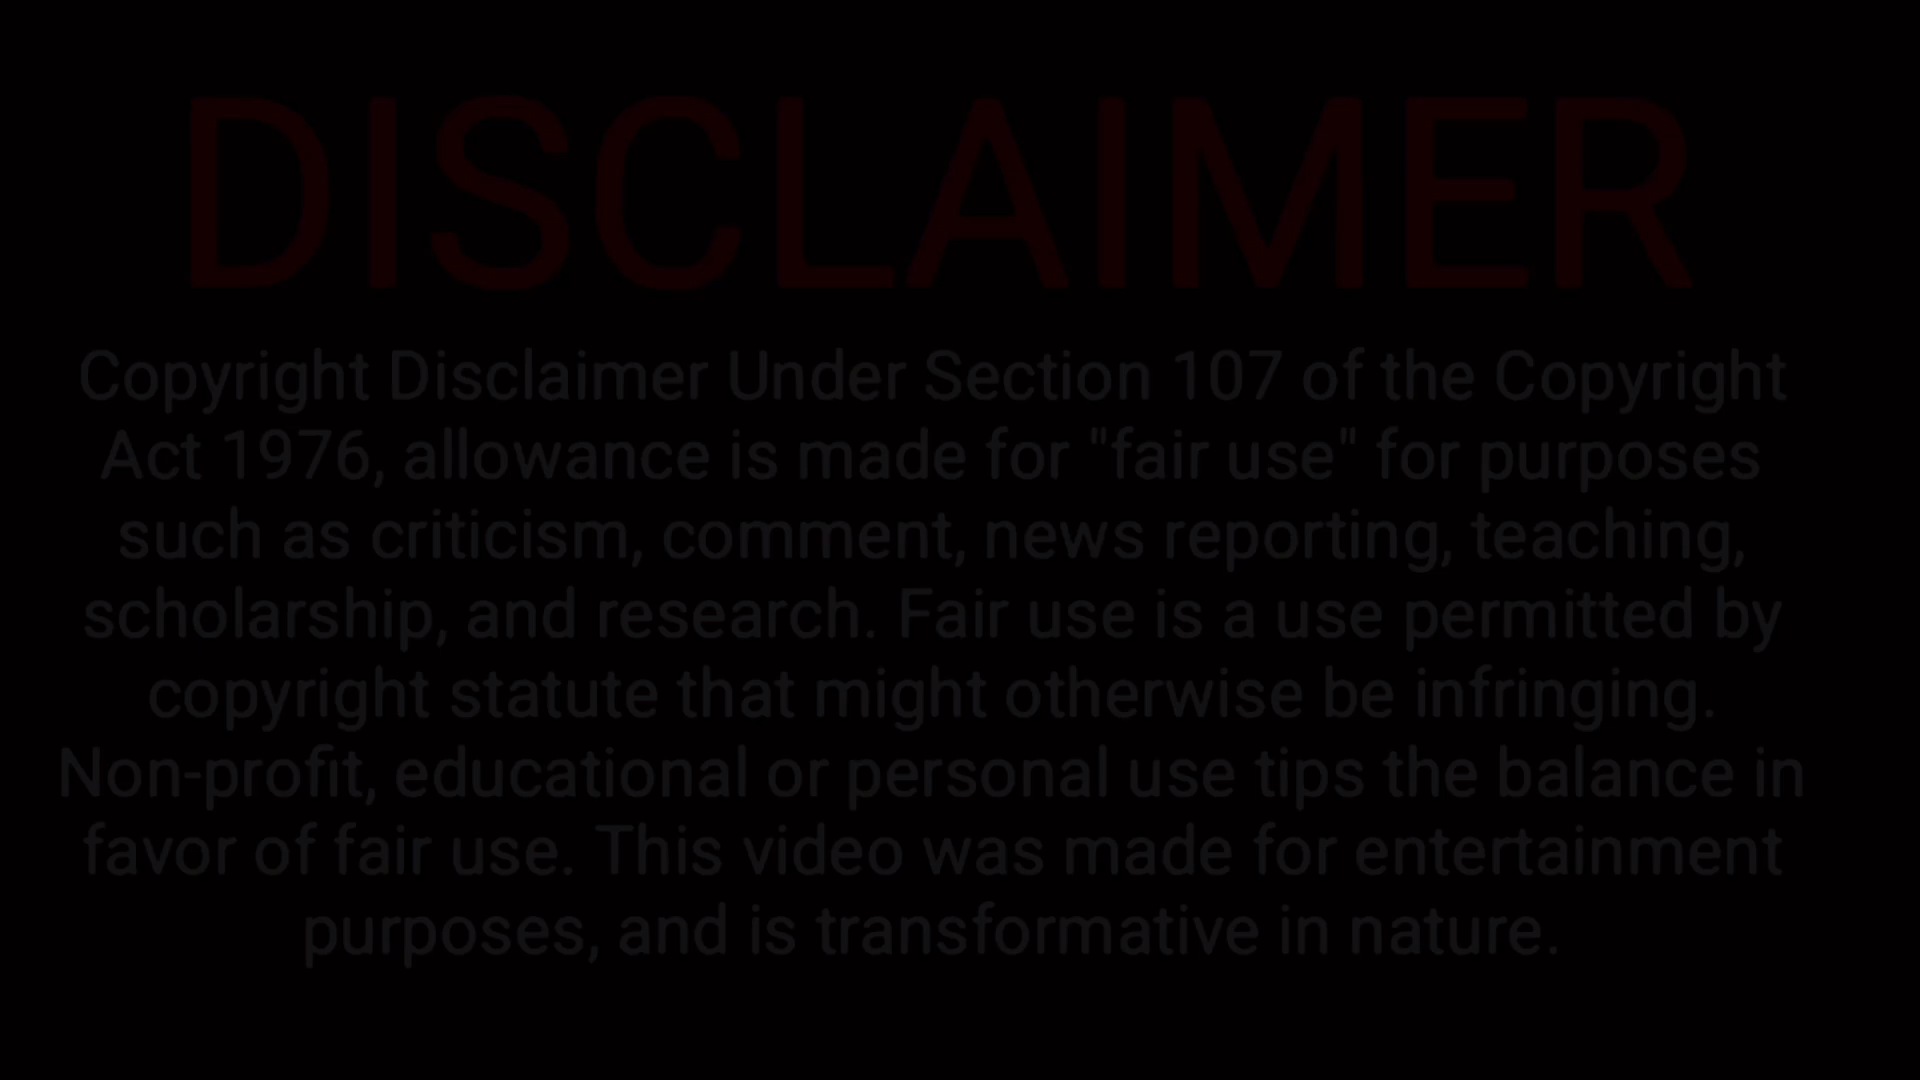 DISCLAIMER
Copyright Disclaimer Under Section 107 of the Copyright
Act 1976, allowance is made for "fair use" for purposes
such as criticism, comment, news reporting, teaching,
scholarship, and research. Fair use is a use permitted by
copyright statute that might otherwise be infringing.
Non-profit, educational or personal use tips the balance in
favor of fair use. This video was made for entertainment
purposes, and is transformative in nature.